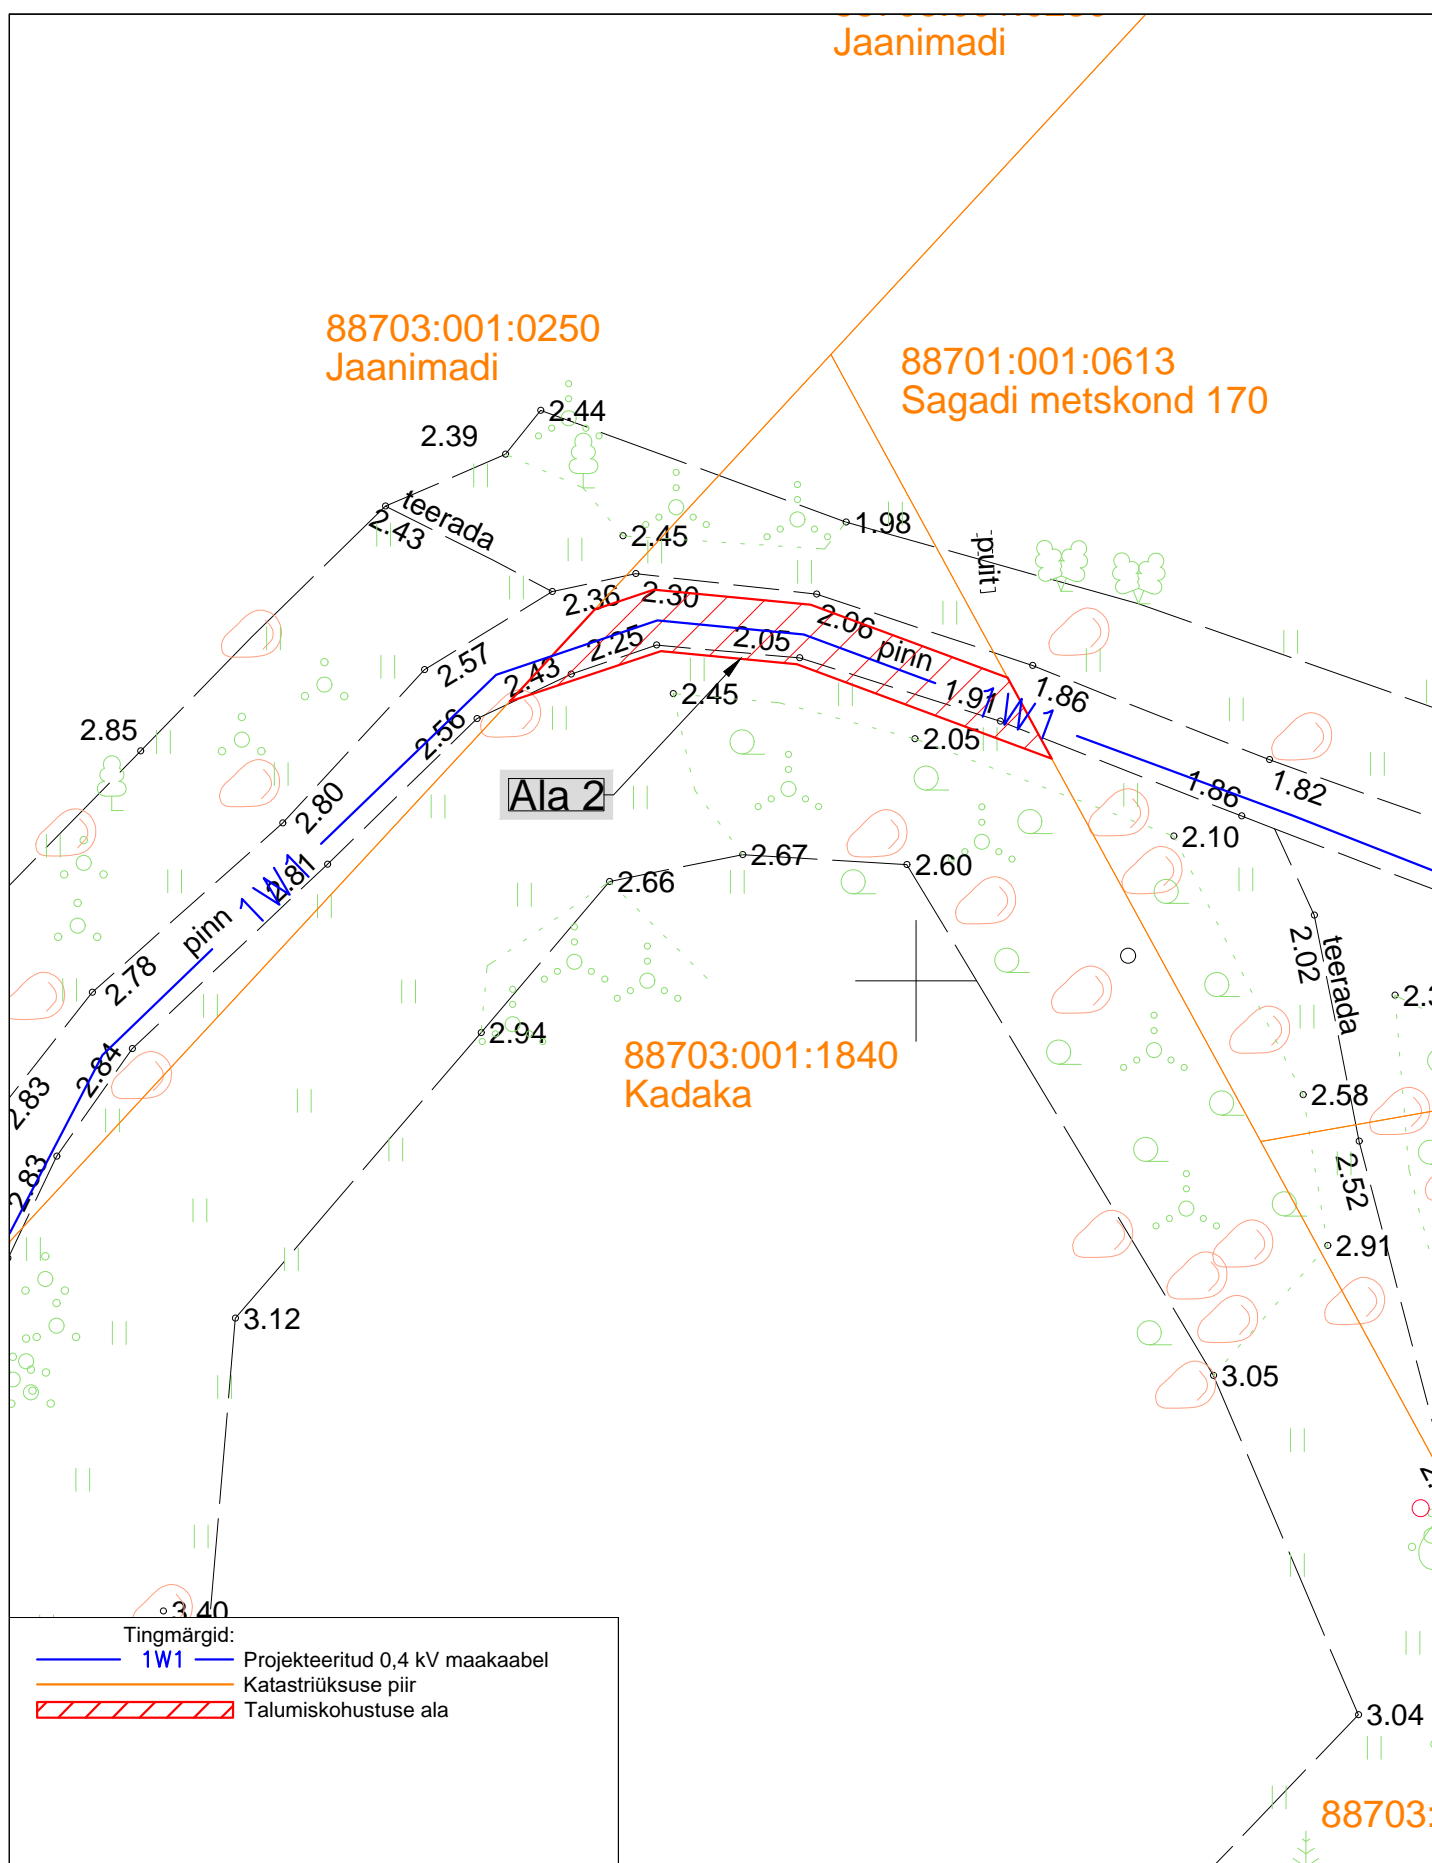 Jaanimadi
88703:001:0250
Jaanimadi
88701:001:0613
Sagadi metskond 170
2.44
2.39
teerada
2.43
2.45
1.98
puit
2.36
2.30
2.06
pinn
2.57
2.43
2.25
2.05
1.91
1W1
1.86
2.45
2.56
2.05
2.85
Ala 2
1.86
1.82
2.80
2.10
2.81
1W1
2.67
2.60
2.66
pinn
2.02
teerada
2.78
2.94
88703:001:1840
Kadaka
2.84
2.83
2.58
2.83
2.52
2.91
3.12
3.05
3.40
Tingmärgid:
1W1 Projekteeritud 0,4 kV maakaabel
Katastriüksuse piir
Talumiskohustuse ala
3.04
88703: